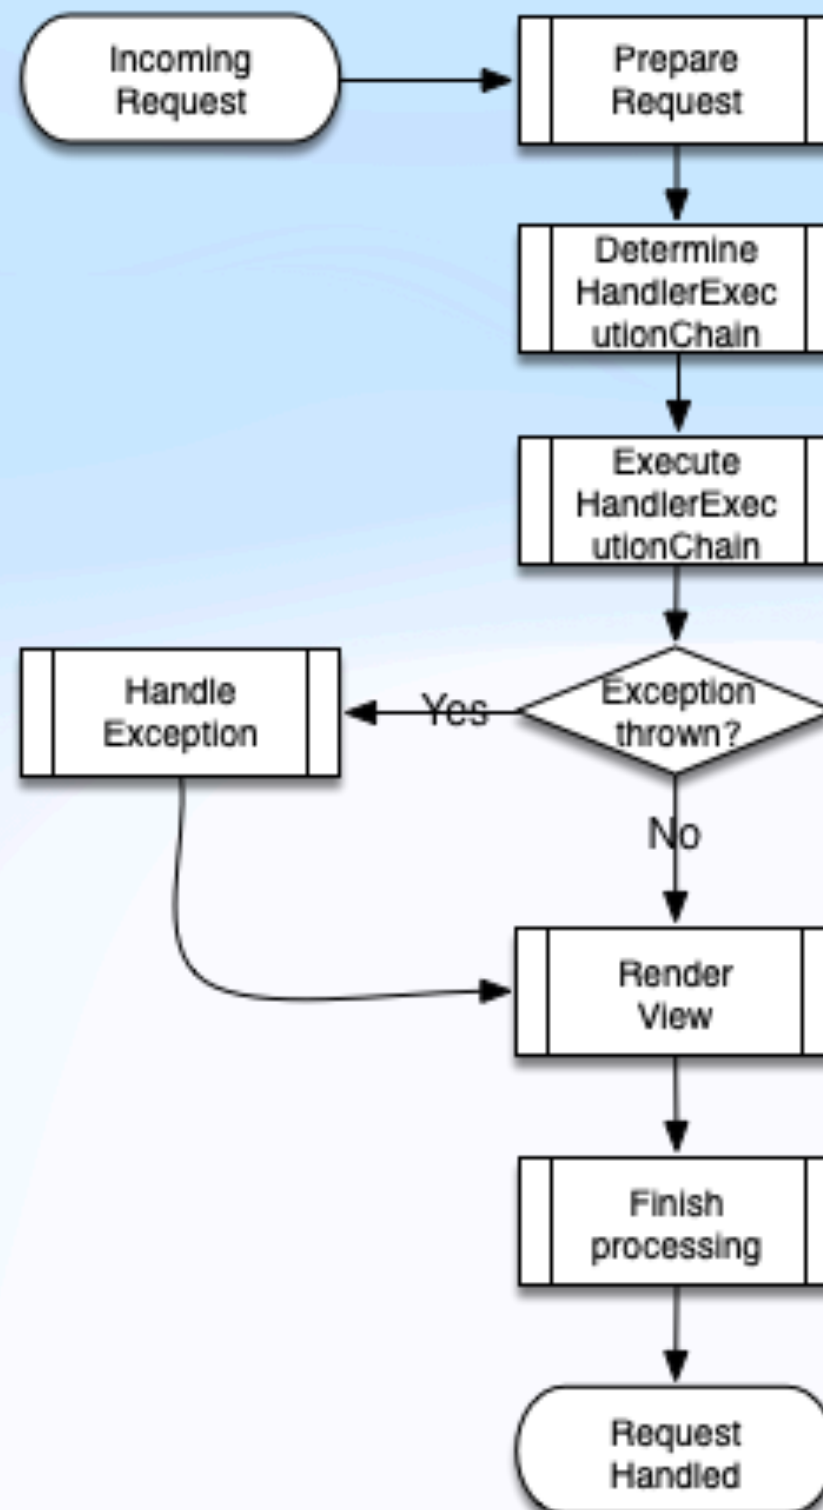 Incoming
Request
Prepare
Request
Determine
HandlerExec
utionChain
Execute
HandlerExec
utionChain
Exception
thrown?
Yes
Handle
Exception
No
Render
View
Finish
processing
Request
Handled